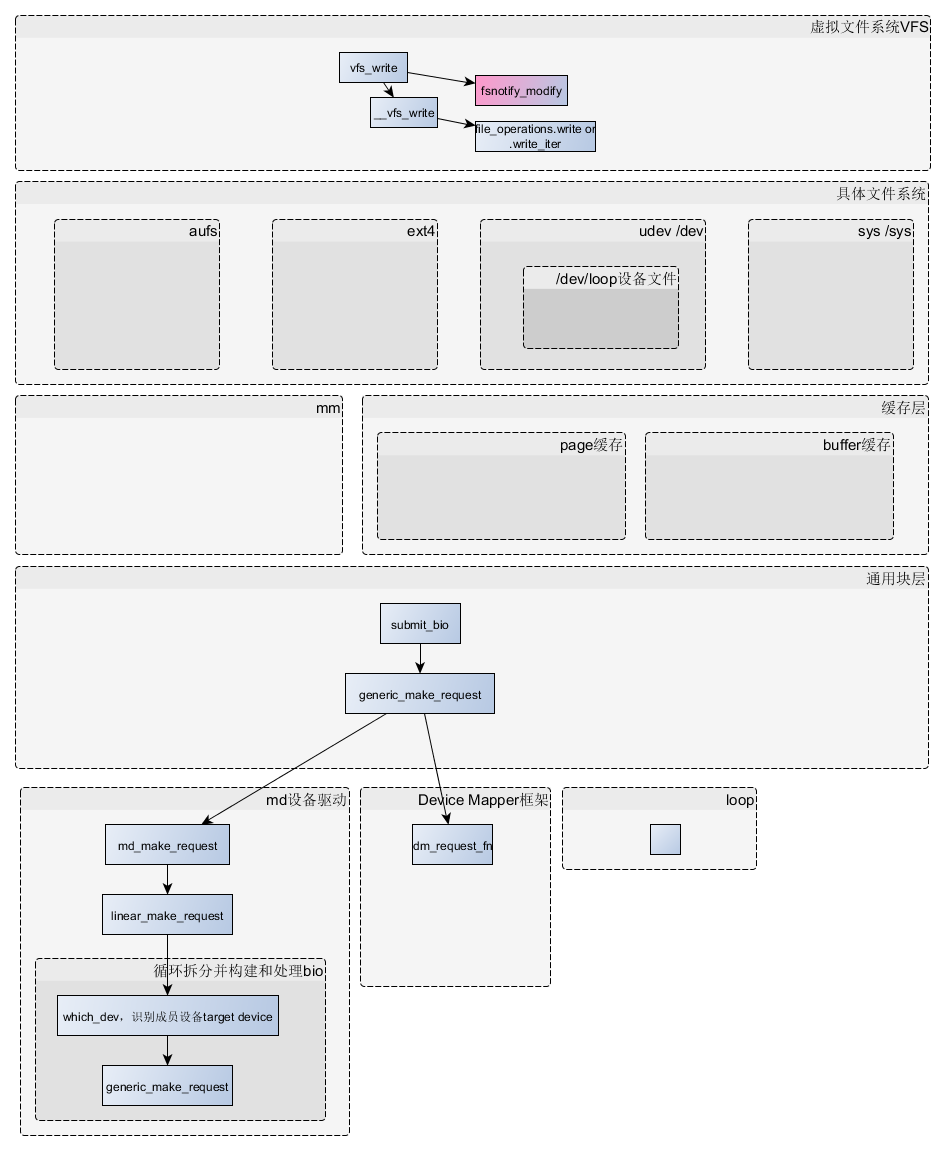 虚拟文件系统VFS
vfs_write
fsnotify_modify
__vfs_write
file_operations.write or
.write_iter
具体文件系统
aufs
ext4
udev /dev
sys /sys
/dev/loop设备文件
mm
缓存层
page缓存
buffer缓存
通用块层
submit_bio
generic_make_request
md设备驱动
Device Mapper框架
loop
md_make_request
dm_request_fn
linear_make_request
循环拆分并构建和处理bio
which_dev，识别成员设备target device
generic_make_request